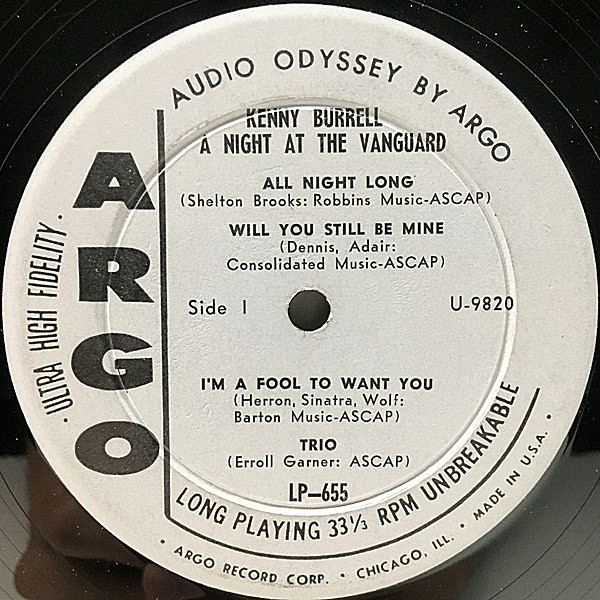 AUDIO ODYSSEY BY ARGO
KENNY BURRELL
A NIGHT AT THE VANGUARD
ALL NIGHT LONG
(Shelton Brooks: Robbins Music-ASCAP)
WILL YOU STILL BE MINE
(Dennis, Adair:
Consolidated Music-ASCAP)
Side 1
U-9820
I'M A FOOL TO WANT YOU
(Herron, Sinatra, Wolf:
Barton Music-ASCAP)
TRIO
(Erroll Garner: ASCAP)
LP—655
ARGO
· ULTRA HIGH FIDELITY ·
LONG PLAYING 33⅓ RPM UNBREAKABLE
• ARGO RECORD CORP. • CHICAGO, ILL. • MADE IN U.S.A. •